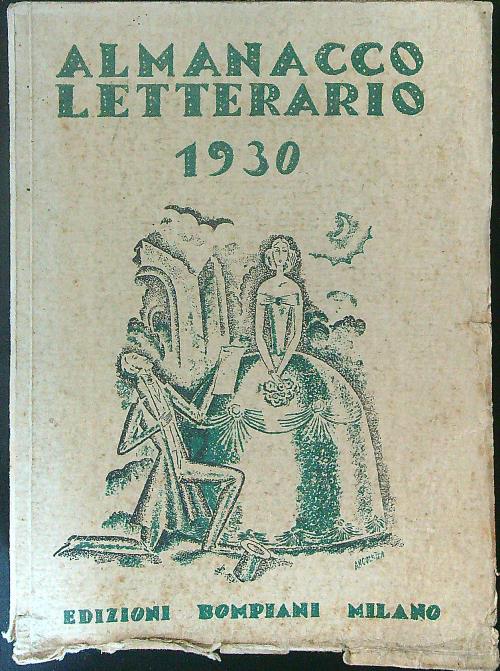 ALMANACCO
LETTERARIO
1930
EDIZIONI BOMPIANI MILANO